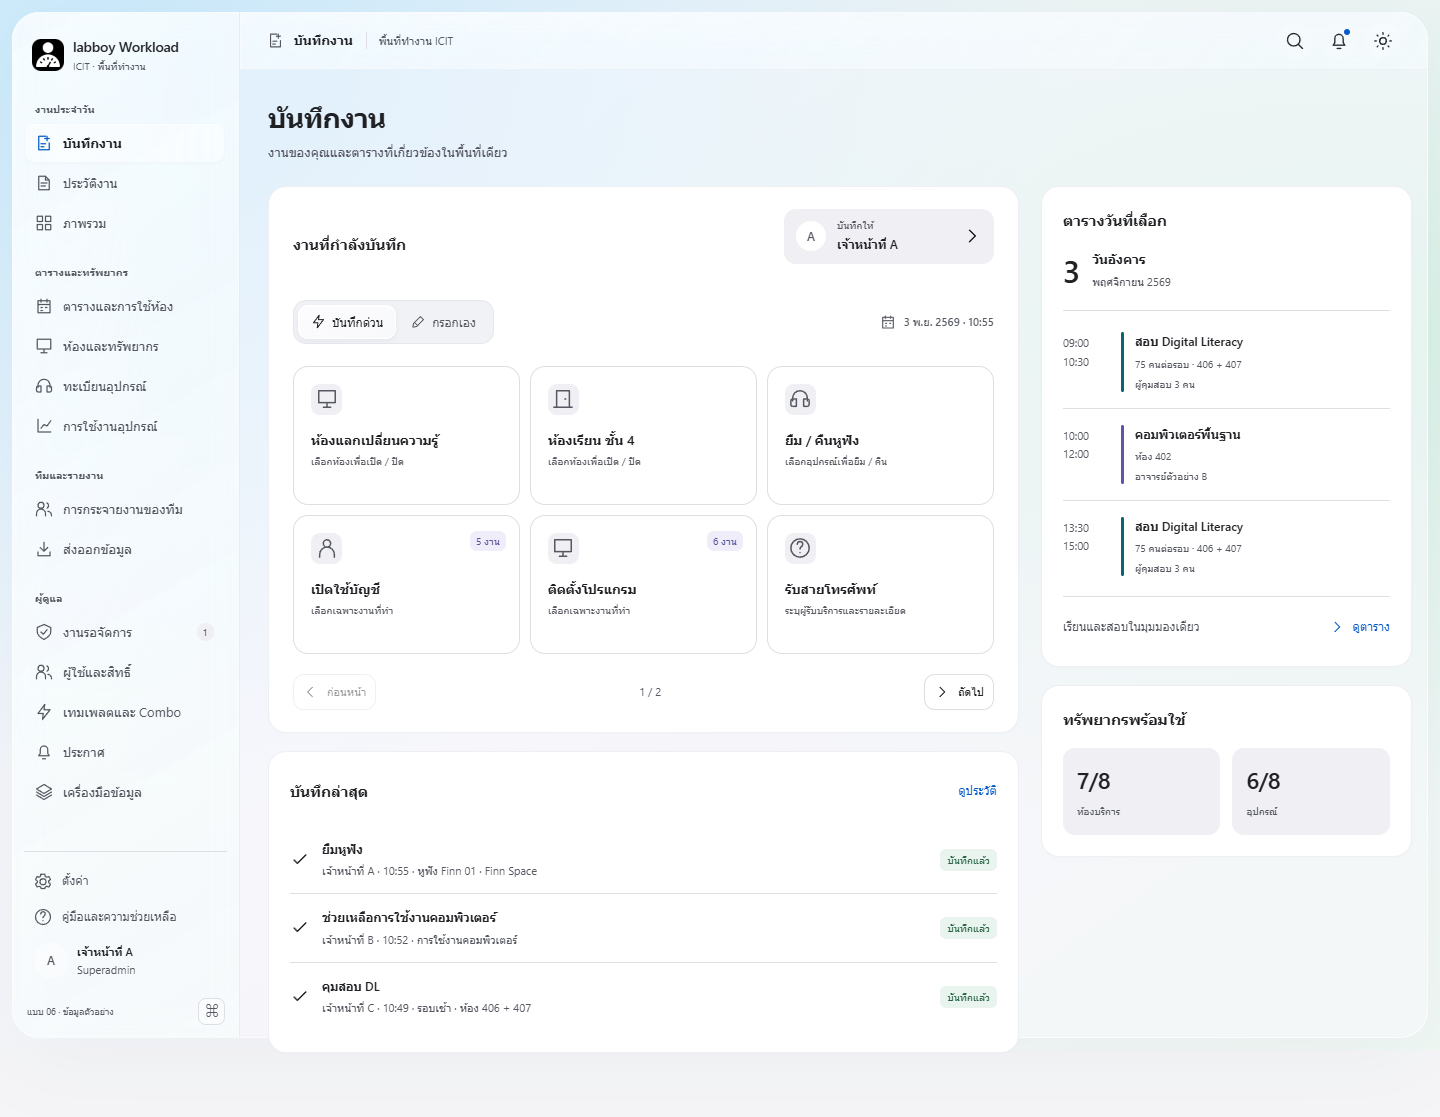 labboy Workload
ICIT · พื้นที่ทำงาน
งานประจำวัน
บันทึกงาน
ประวัติงาน
ภาพรวม
ตารางและทรัพยากร
ตารางและการใช้ห้อง
ห้องและทรัพยากร
ทะเบียนอุปกรณ์
การใช้งานอุปกรณ์
ทีมและรายงาน
การกระจายงานของทีม
ส่งออกข้อมูล
ผู้ดูแล
งานรอจัดการ
1
ผู้ใช้และสิทธิ์
เทมเพลตและ Combo
ประกาศ
เครื่องมือข้อมูล
ตั้งค่า
คู่มือและความช่วยเหลือ
A
เจ้าหน้าที่ A
Superadmin
แบบ 06 · ข้อมูลตัวอย่าง
⌘
บันทึกงาน
พื้นที่ทำงาน ICIT
บันทึกงาน
งานของคุณและตารางที่เกี่ยวข้องในพื้นที่เดียว
งานที่กำลังบันทึก
A
บันทึกให้
เจ้าหน้าที่ A
บันทึกด่วน
กรอกเอง
3 พ.ย. 2569 · 10:55
ห้องแลกเปลี่ยนความรู้
เลือกห้องเพื่อเปิด / ปิด
ห้องเรียน ชั้น 4
เลือกห้องเพื่อเปิด / ปิด
ยืม / คืนหูฟัง
เลือกอุปกรณ์เพื่อยืม / คืน
5 งาน
เปิดใช้บัญชี
เลือกเฉพาะงานที่ทำ
6 งาน
ติดตั้งโปรแกรม
เลือกเฉพาะงานที่ทำ
รับสายโทรศัพท์
ระบุผู้รับบริการและรายละเอียด
ก่อนหน้า
1 / 2
ถัดไป
บันทึกล่าสุด
ดูประวัติ
ยืมหูฟัง
เจ้าหน้าที่ A · 10:55 · หูฟัง Finn 01 · Finn Space
บันทึกแล้ว
ช่วยเหลือการใช้งานคอมพิวเตอร์
เจ้าหน้าที่ B · 10:52 · การใช้งานคอมพิวเตอร์
บันทึกแล้ว
คุมสอบ DL
เจ้าหน้าที่ C · 10:49 · รอบเช้า · ห้อง 406 + 407
บันทึกแล้ว
ตารางวันที่เลือก
3
วันอังคาร
พฤศจิกายน 2569
09:00
10:30
สอบ Digital Literacy
75 คนต่อรอบ · 406 + 407
ผู้คุมสอบ 3 คน
10:00
12:00
คอมพิวเตอร์พื้นฐาน
ห้อง 402
อาจารย์ตัวอย่าง B
13:30
15:00
สอบ Digital Literacy
75 คนต่อรอบ · 406 + 407
ผู้คุมสอบ 3 คน
เรียนและสอบในมุมมองเดียว
ดูตาราง
ทรัพยากรพร้อมใช้
7/8
ห้องบริการ
6/8
อุปกรณ์